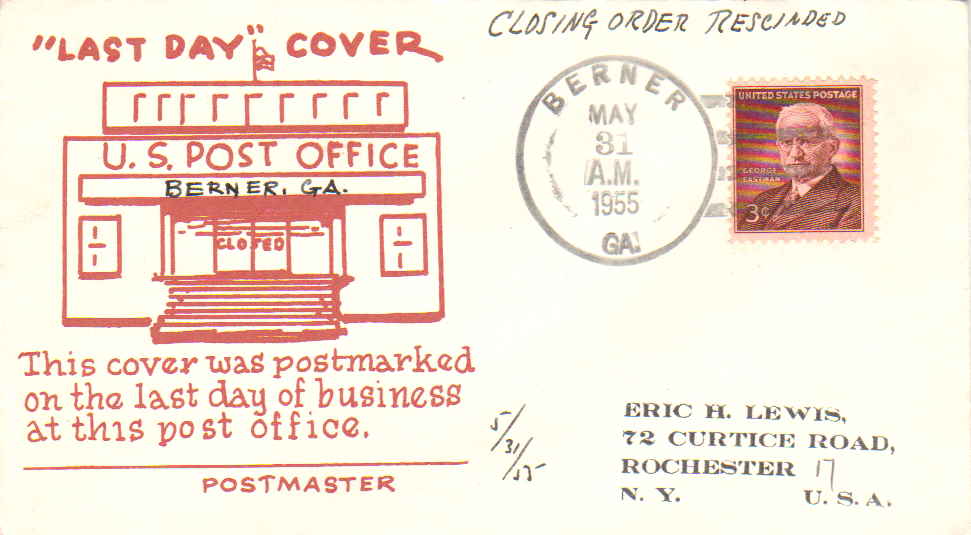 CLOSING ORDER RESCINDED
"LAST DAY" COVER
U. S. POST OFFICE
BERNER, GA.
CLOSED
This cover was postmarked
on the last day of business
at this post office.
POSTMASTER
BERNER
MAY
31
A.M.
1955
GA.
UNITED STATES POSTAGE
GEORGE
EASTMAN
3¢
5/31/55
ERIC H. LEWIS,
72 CURTICE ROAD,
ROCHESTER 17
N. Y. U. S. A.